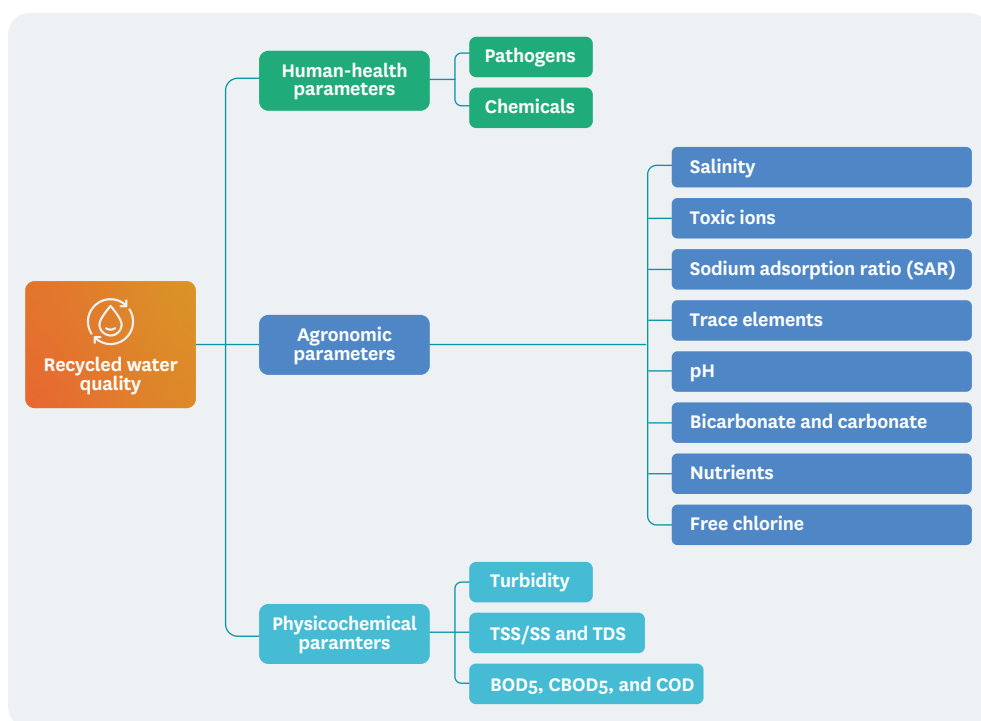 Human-health
parameters
Pathogens
Chemicals
Recycled water
quality
Agronomic
parameters
Salinity
Toxic ions
Sodium adsorption ratio (SAR)
Trace elements
pH
Bicarbonate and carbonate
Nutrients
Free chlorine
Physicochemical
paramters
Turbidity
TSS/SS and TDS
BOD5, CBOD5, and COD